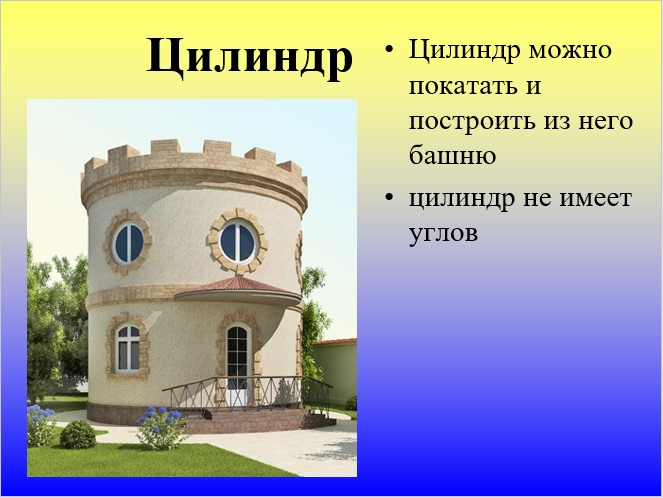 Цилиндр
• Цилиндр можно
покатать и
построить из него
башню
• цилиндр не имеет
углов